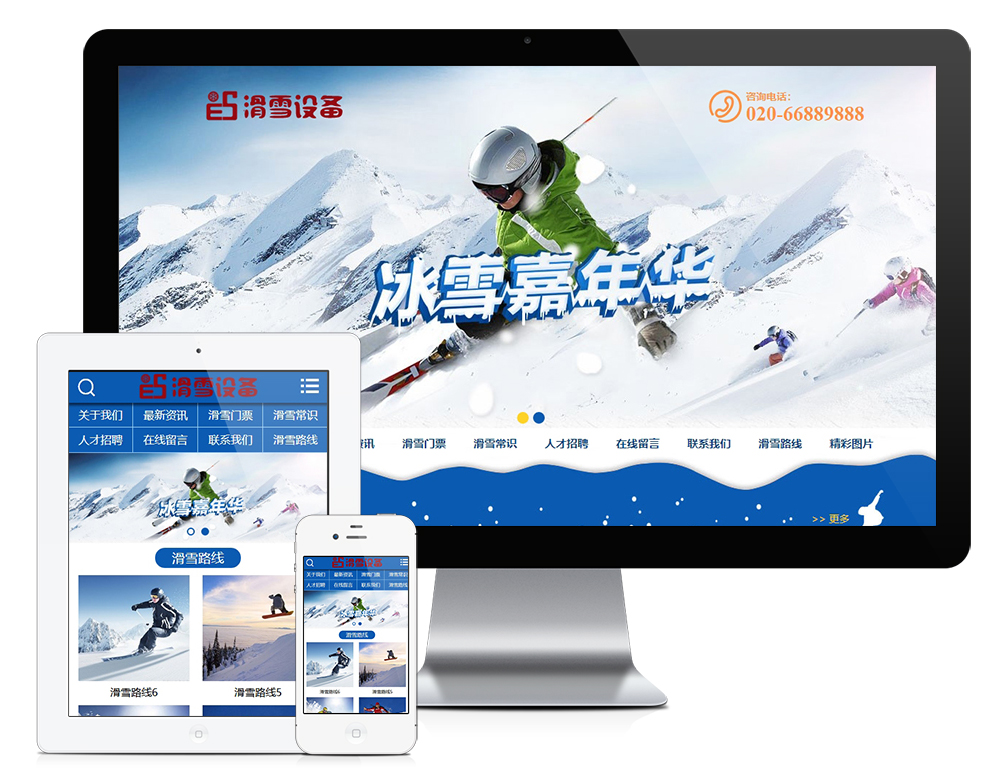 滑雪设备
咨询电话：
020-66889888
冰雪嘉年华
资讯 滑雪门票 滑雪常识 人才招聘 在线留言 联系我们 滑雪路线 精彩图片
>> 更多
滑雪设备
关于我们 最新资讯 滑雪门票 滑雪常识
人才招聘 在线留言 联系我们 滑雪路线
冰雪嘉年华
滑雪路线
滑雪路线6 滑雪路线5
滑雪设备
关于我们 最新资讯 滑雪门票 滑雪常识
人才招聘 在线留言 联系我们 滑雪路线
冰雪嘉年华
滑雪路线
滑雪路线6 滑雪路线5